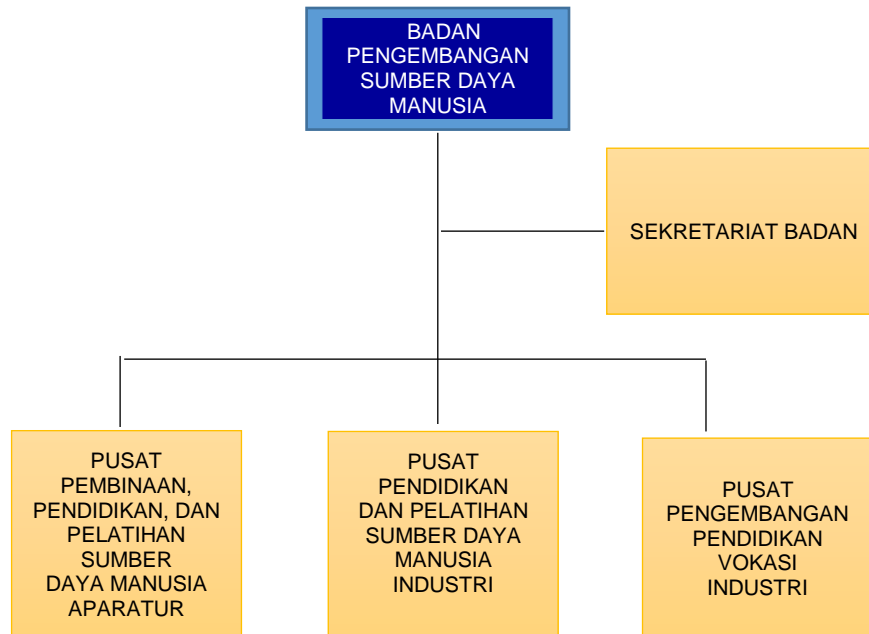 BADAN
PENGEMBANGAN
SUMBER DAYA
MANUSIA
SEKRETARIAT BADAN
PUSAT
PEMBINAAN,
PENDIDIKAN, DAN
PELATIHAN
SUMBER
DAYA MANUSIA
APARATUR
PUSAT
PENDIDIKAN
DAN PELATIHAN
SUMBER DAYA
MANUSIA
INDUSTRI
PUSAT
PENGEMBANGAN
PENDIDIKAN
VOKASI
INDUSTRI